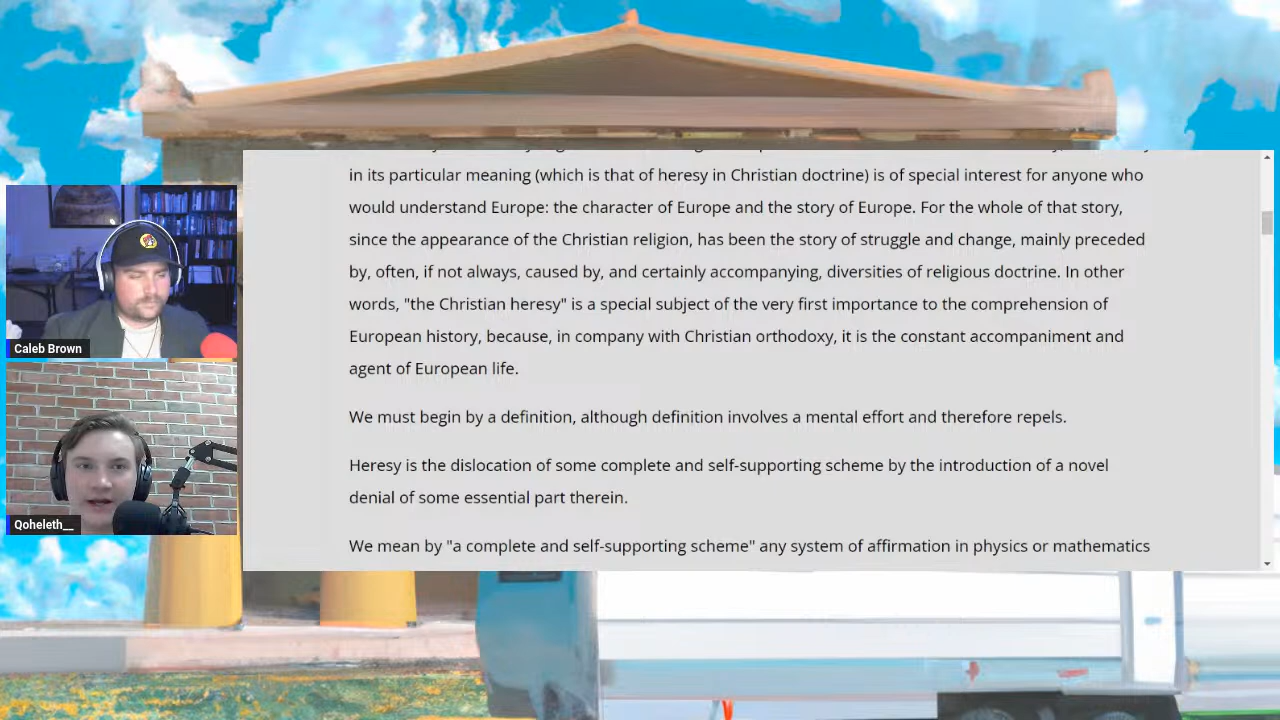 in its particular meaning (which is that of heresy in Christian doctrine) is of special interest for anyone who
would understand Europe: the character of Europe and the story of Europe. For the whole of that story,
since the appearance of the Christian religion, has been the story of struggle and change, mainly preceded
by, often, if not always, caused by, and certainly accompanying, diversities of religious doctrine. In other
words, "the Christian heresy" is a special subject of the very first importance to the comprehension of
European history, because, in company with Christian orthodoxy, it is the constant accompaniment and
agent of European life.
We must begin by a definition, although definition involves a mental effort and therefore repels.
Heresy is the dislocation of some complete and self-supporting scheme by the introduction of a novel
denial of some essential part therein.
We mean by "a complete and self-supporting scheme" any system of affirmation in physics or mathematics
Caleb Brown
Qoheleth__